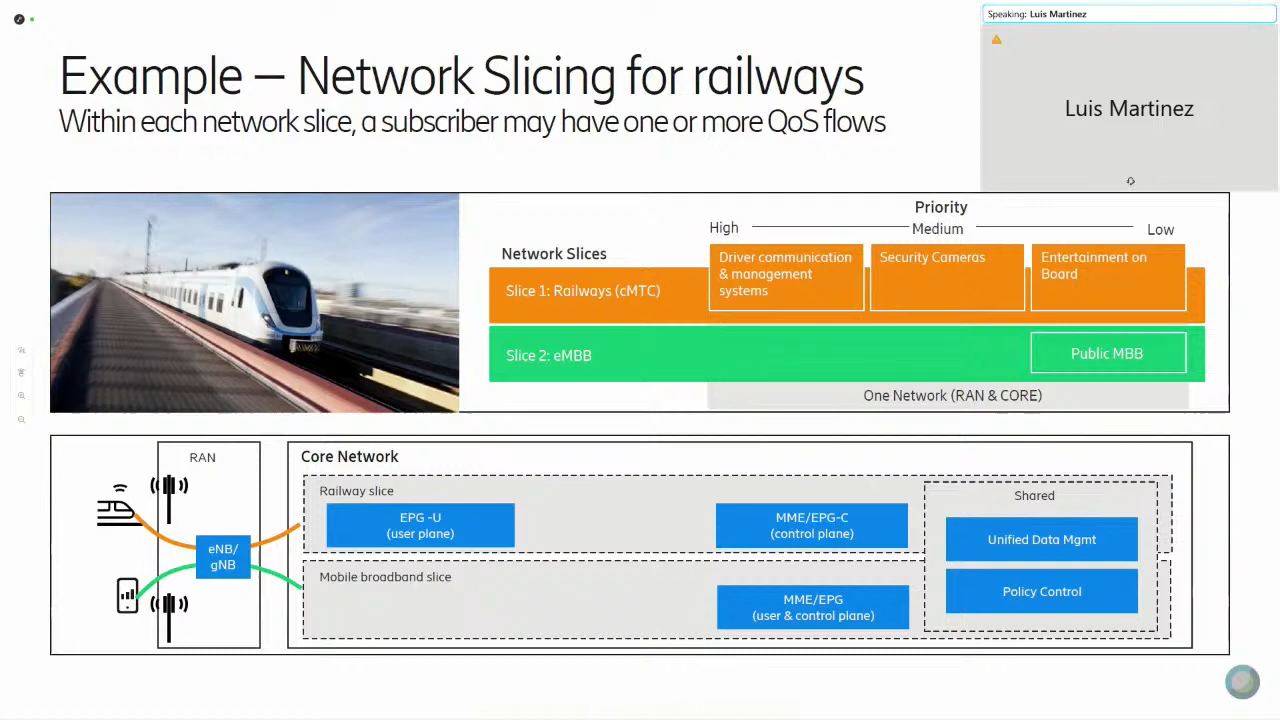 Speaking: Luis Martinez
Luis Martinez
Example – Network Slicing for railways
Within each network slice, a subscriber may have one or more QoS flows
Priority
High
Medium
Low
Network Slices
Driver communication
& management
systems
Security Cameras
Entertainment on
Board
Slice 1: Railways (cMTC)
Slice 2: eMBB
Public MBB
One Network (RAN & CORE)
RAN
eNB/
gNB
Core Network
Railway slice
EPG -U
(user plane)
MME/EPG-C
(control plane)
Mobile broadband slice
MME/EPG
(user & control plane)
Shared
Unified Data Mgmt
Policy Control